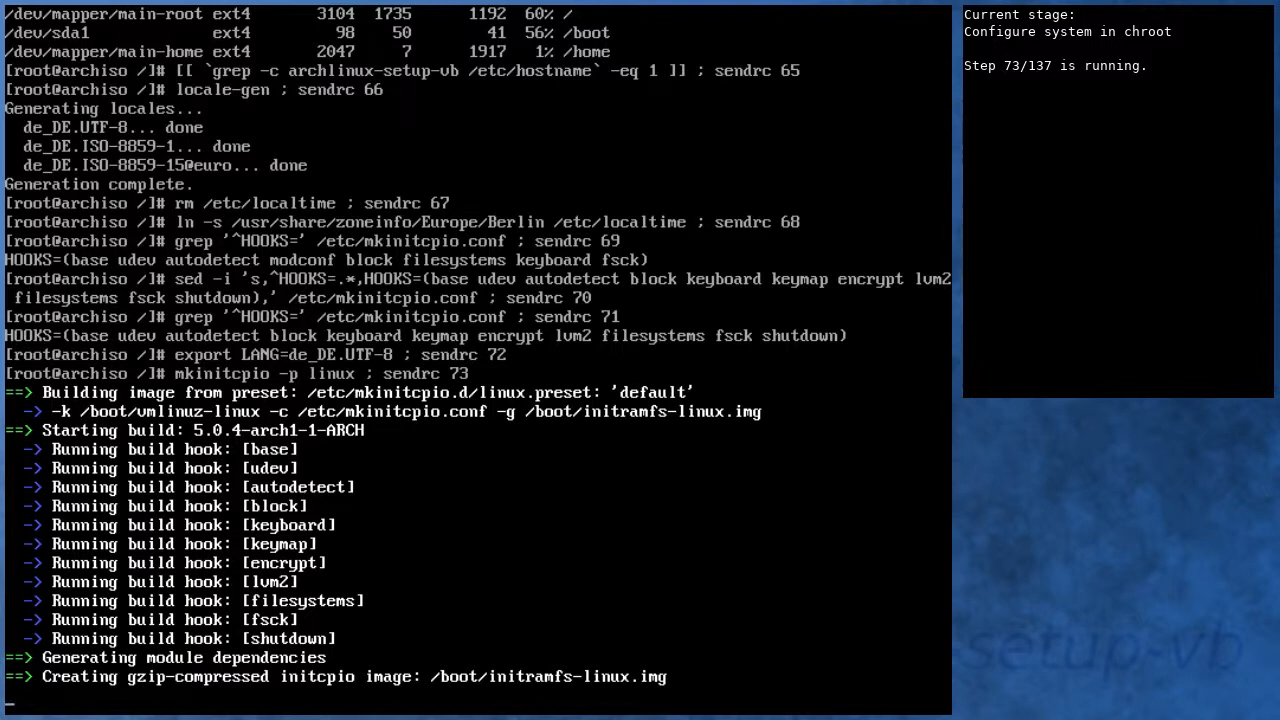 /dev/mapper/main-root ext4       3104  1735      1192  60% /
/dev/sda1             ext4         98    50        41  56% /boot
/dev/mapper/main-home ext4       2047     7      1917   1% /home
[root@archiso /]# [[ `grep -c archlinux-setup-vb /etc/hostname` -eq 1 ]] ; sendrc 65
[root@archiso /]# locale-gen ; sendrc 66
Generating locales...
  de_DE.UTF-8... done
  de_DE.ISO-8859-1... done
  de_DE.ISO-8859-15@euro... done
Generation complete.
[root@archiso /]# rm /etc/localtime ; sendrc 67
[root@archiso /]# ln -s /usr/share/zoneinfo/Europe/Berlin /etc/localtime ; sendrc 68
[root@archiso /]# grep '^HOOKS=' /etc/mkinitcpio.conf ; sendrc 69
HOOKS=(base udev autodetect modconf block filesystems keyboard fsck)
[root@archiso /]# sed -i 's,^HOOKS=.*,HOOKS=(base udev autodetect block keyboard keymap encrypt lvm2
 filesystems fsck shutdown),' /etc/mkinitcpio.conf ; sendrc 70
[root@archiso /]# grep '^HOOKS=' /etc/mkinitcpio.conf ; sendrc 71
HOOKS=(base udev autodetect block keyboard keymap encrypt lvm2 filesystems fsck shutdown)
[root@archiso /]# export LANG=de_DE.UTF-8 ; sendrc 72
[root@archiso /]# mkinitcpio -p linux ; sendrc 73
==> Building image from preset: /etc/mkinitcpio.d/linux.preset: 'default'
  -> -k /boot/vmlinuz-linux -c /etc/mkinitcpio.conf -g /boot/initramfs-linux.img
==> Starting build: 5.0.4-arch1-1-ARCH
  -> Running build hook: [base]
  -> Running build hook: [udev]
  -> Running build hook: [autodetect]
  -> Running build hook: [block]
  -> Running build hook: [keyboard]
  -> Running build hook: [keymap]
  -> Running build hook: [encrypt]
  -> Running build hook: [lvm2]
  -> Running build hook: [filesystems]
  -> Running build hook: [fsck]
  -> Running build hook: [shutdown]
==> Generating module dependencies
==> Creating gzip-compressed initcpio image: /boot/initramfs-linux.img
Current stage:
Configure system in chroot
Step 73/137 is running.
setup-vb